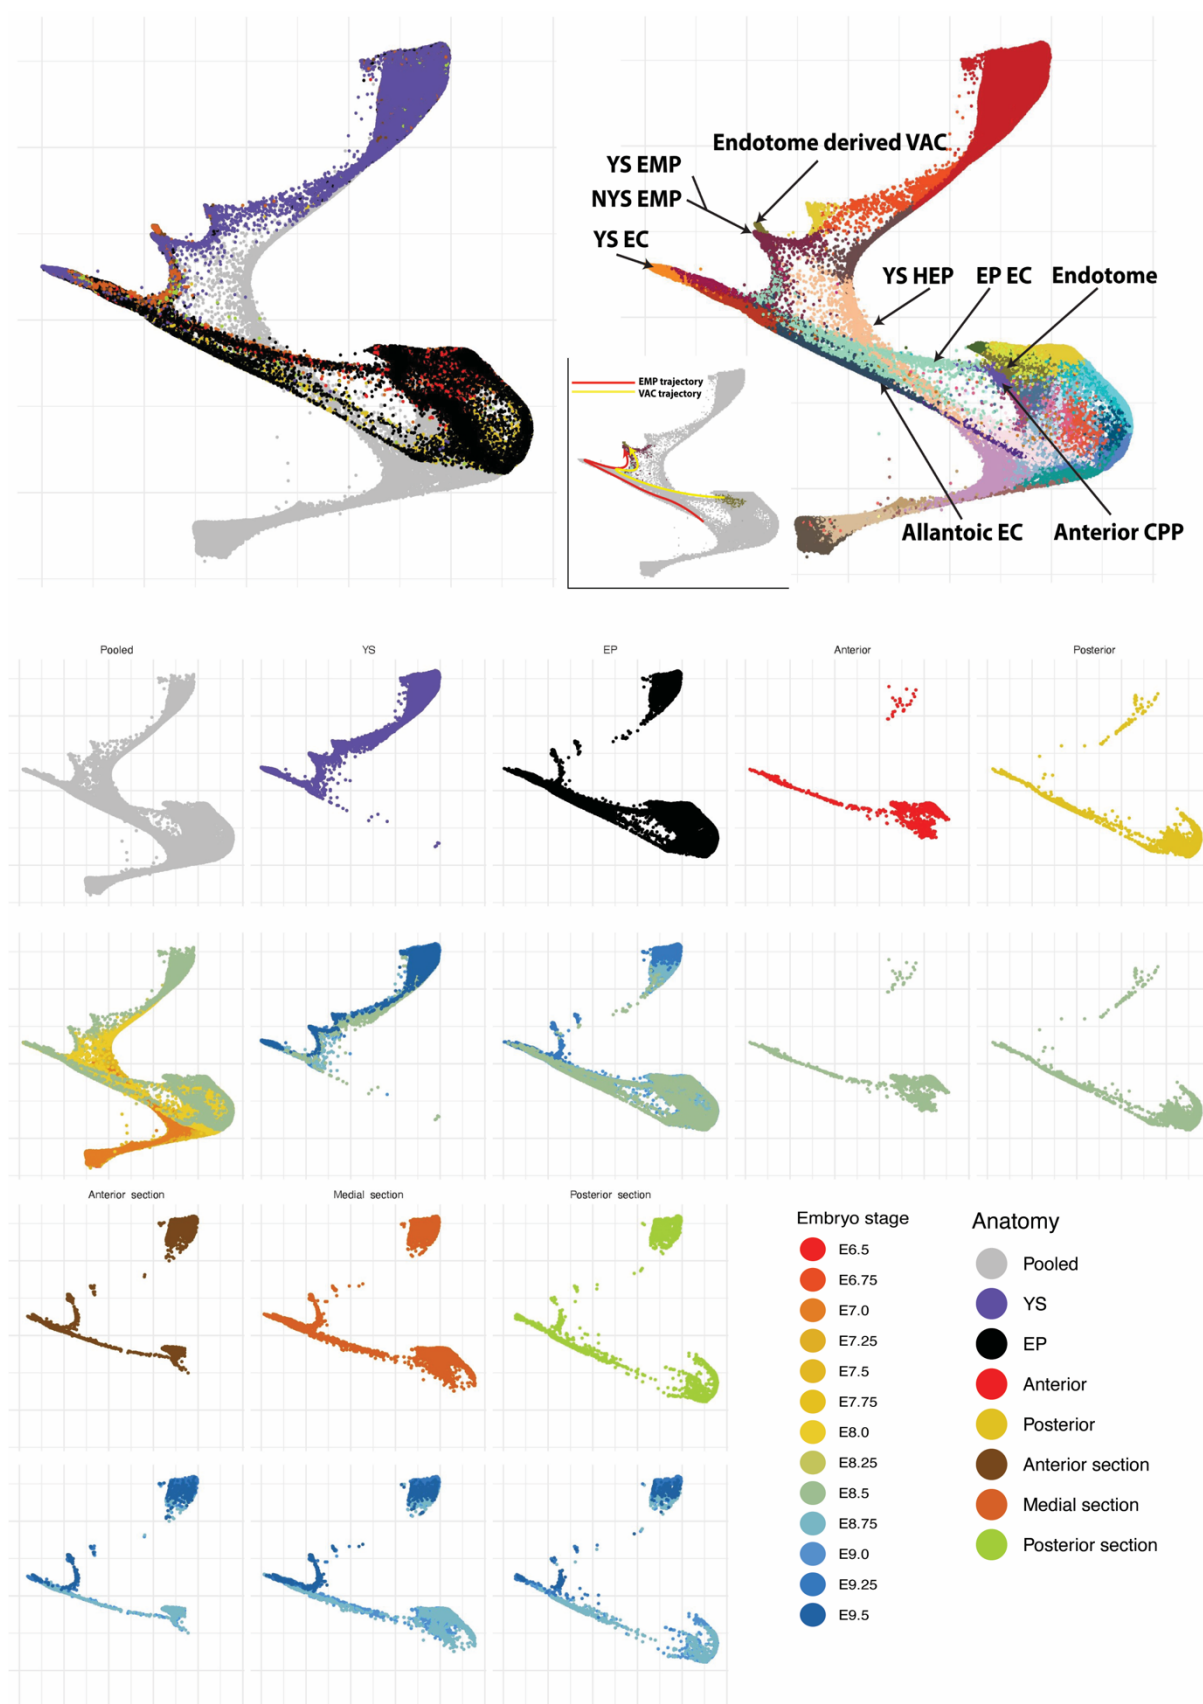 Endotome derived VAC
YS EMP
NYS EMP
YS EC
YS HEP
EP EC
Endotome
EMP trajectory
VAC trajectory
Allantoic EC
Anterior CPP
Pooled
YS
EP
Anterior
Posterior
Anterior section
Medial section
Posterior section
Embryo stage
E6.5
E6.75
E7.0
E7.25
E7.5
E7.75
E8.0
E8.25
E8.5
E8.75
E9.0
E9.25
E9.5
Anatomy
Pooled
YS
EP
Anterior
Posterior
Anterior section
Medial section
Posterior section